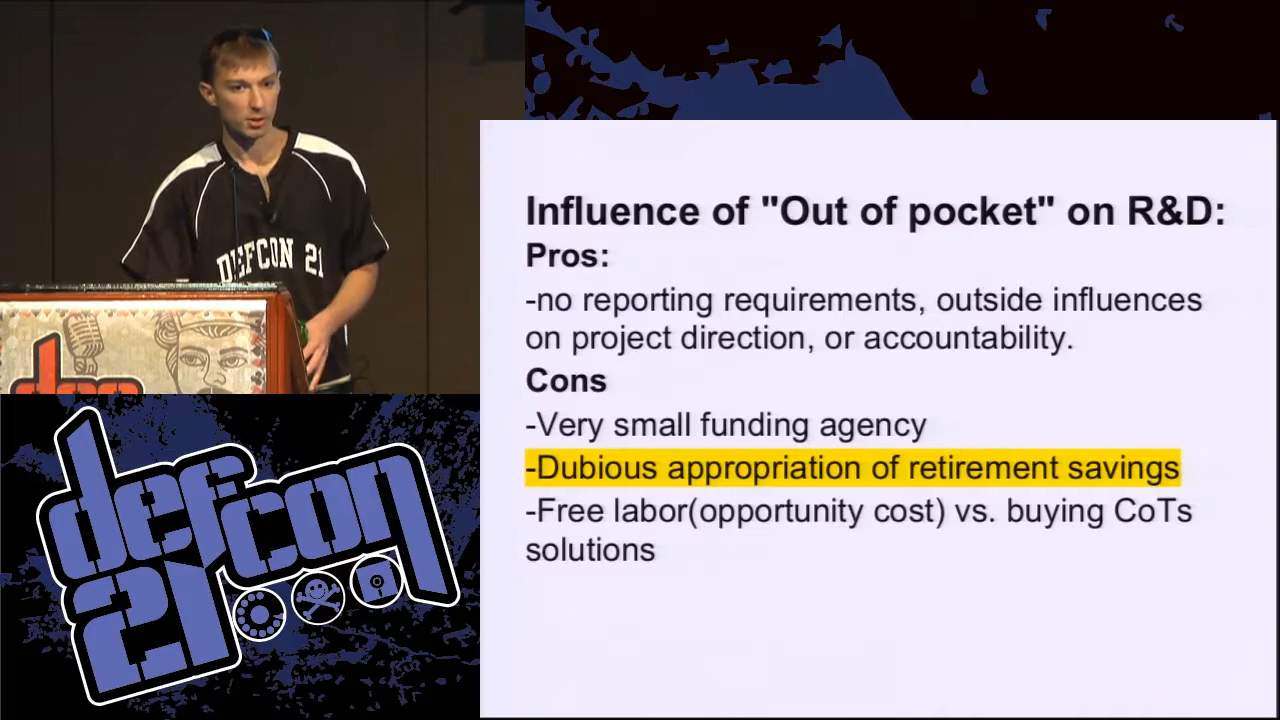 DEFCON 21
Influence of "Out of pocket" on R&D:
Pros:
-no reporting requirements, outside influences
on project direction, or accountability.
Cons
-Very small funding agency
-Dubious appropriation of retirement savings
-Free labor(opportunity cost) vs. buying CoTs
solutions
def
defcon
21